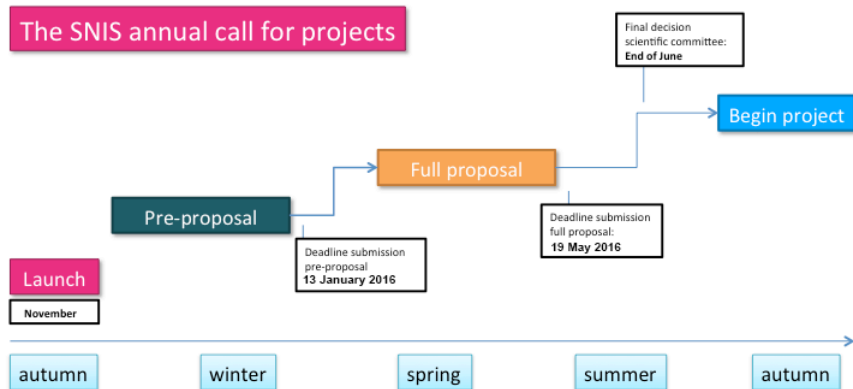 The SNIS annual call for projects
Final decision
scientific committee:
End of June
Begin project
Full proposal
Pre-proposal
Deadline submission
full proposal:
19 May 2016
Deadline submission
pre-proposal
13 January 2016
Launch
November
autumn
winter
spring
summer
autumn